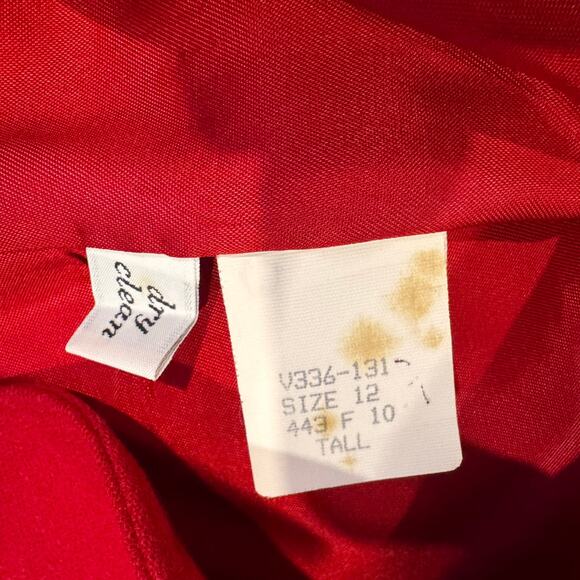 dry
clean
V336-131
SIZE 12
443 F 10
TALL